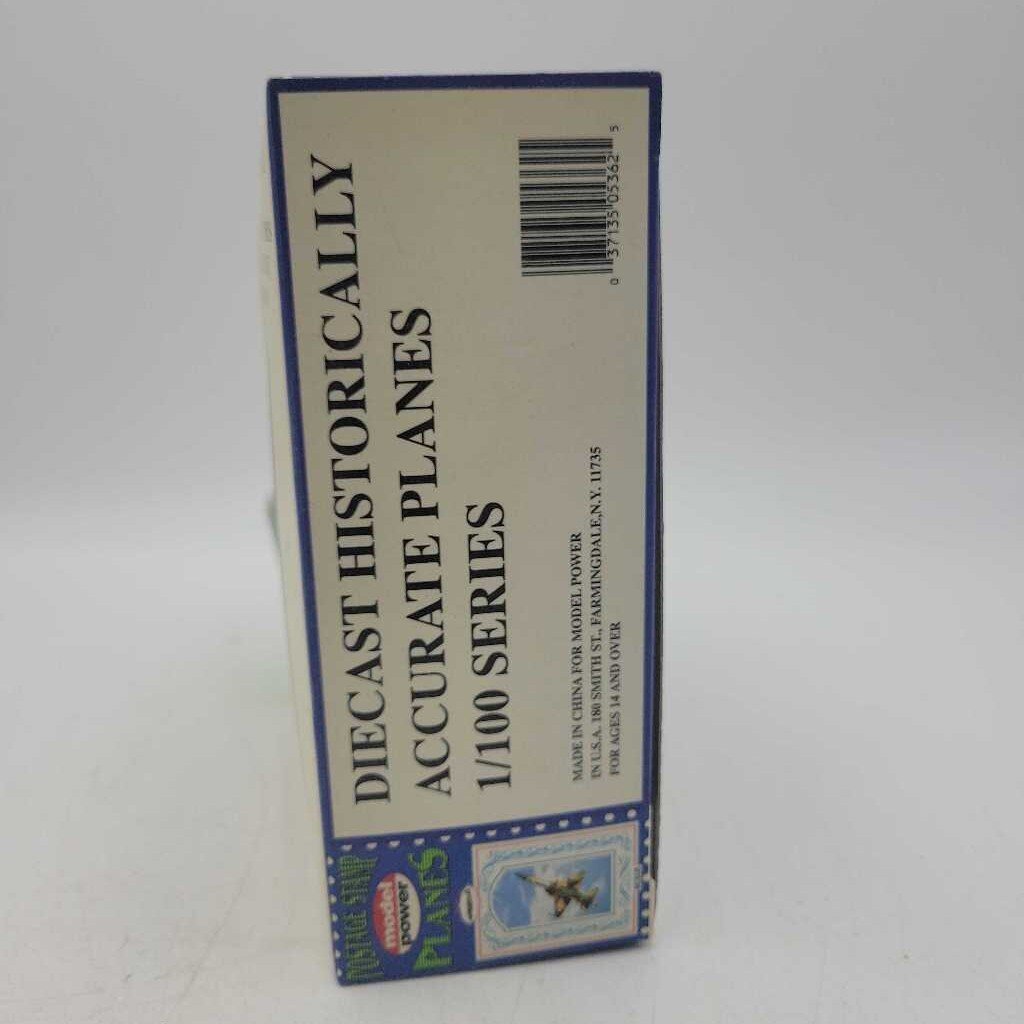 DIECAST HISTORICALLY
ACCURATE PLANES
1/100 SERIES
MADE IN CHINA FOR MODEL POWER
IN U.S.A. 180 SMITH ST., FARMINGDALE,N.Y. 11735
FOR AGES 14 AND OVER
0 37135 05362 5
POSTAGE STAMP
model
power
PLANES